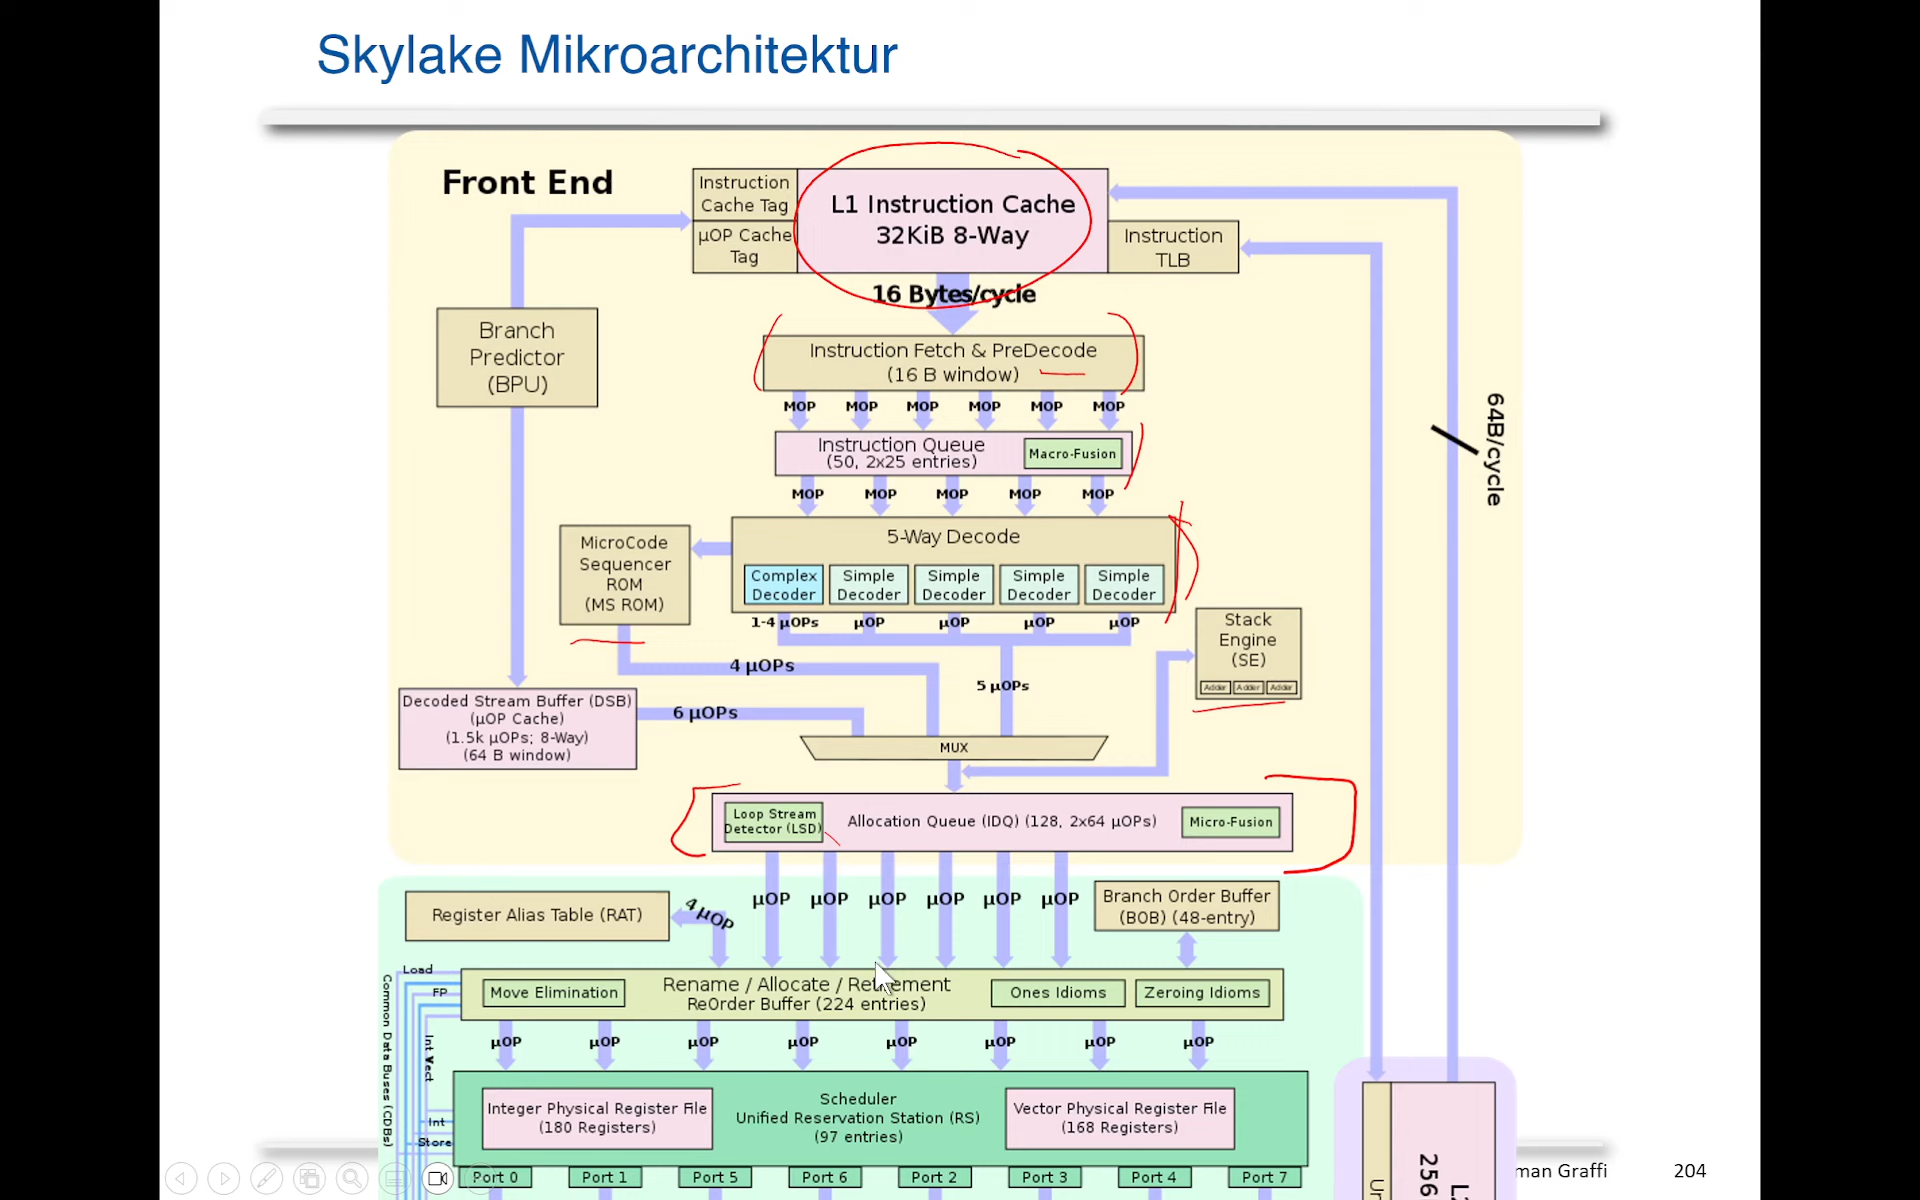 Skylake Mikroarchitektur
Front End
Instruction
Cache Tag
µOP Cache
Tag
L1 Instruction Cache
32KiB 8-Way
Instruction
TLB
16 Bytes/cycle
Branch
Predictor
(BPU)
Instruction Fetch & PreDecode
(16 B window)
MOP MOP MOP MOP MOP MOP
Instruction Queue
(50, 2x25 entries)
Macro-Fusion
64B/cycle
MOP MOP MOP MOP MOP
5-Way Decode
Complex
Decoder
Simple
Decoder
Simple
Decoder
Simple
Decoder
Simple
Decoder
MicroCode
Sequencer
ROM
(MS ROM)
1-4 µOPs µOP µOP µOP µOP
Stack
Engine
(SE)
Adder Adder Adder
4 µOPs
5 µOPs
Decoded Stream Buffer (DSB)
(µOP Cache)
(1.5k µOPs; 8-Way)
(64 B window)
6 µOPs
MUX
Loop Stream
Detector (LSD)
Allocation Queue (IDQ) (128, 2x64 µOPs)
Micro-Fusion
Register Alias Table (RAT)
4 µOP
µOP µOP µOP µOP µOP µOP
Branch Order Buffer
(BOB) (48-entry)
Common Data Buses (CDBs)
Load
FP
Int Vect
Int
Store
Move Elimination
Rename / Allocate / Retirement
ReOrder Buffer (224 entries)
Ones Idioms
Zeroing Idioms
µOP µOP µOP µOP µOP µOP µOP µOP
Integer Physical Register File
(180 Registers)
Scheduler
Unified Reservation Station (RS)
(97 entries)
Vector Physical Register File
(168 Registers)
Port 0 Port 1 Port 5 Port 6 Port 2 Port 3 Port 4 Port 7
256
man Graffi
204